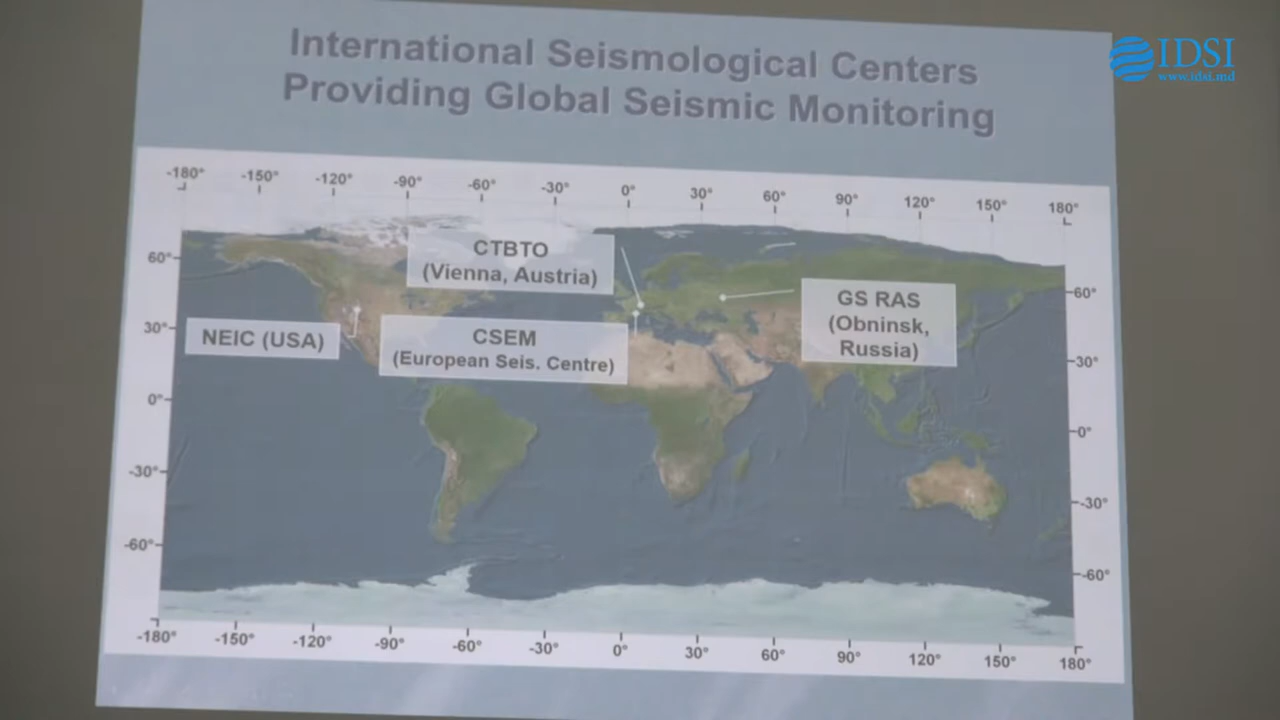 International Seismological Centers
Providing Global Seismic Monitoring
IDSI
www.idsi.md
-180° -150° -120° -90° -60° -30° 0° 30° 60° 90° 120° 150° 180°
60°
30°
0°
-30°
-60°
CTBTO
(Vienna, Austria)
NEIC (USA)
CSEM
(European Seis. Centre)
GS RAS
(Obninsk,
Russia)
60°
30°
0°
-30°
-60°
-180° -150° -120° -90° -60° -30° 0° 30° 60° 90° 120° 150° 180°